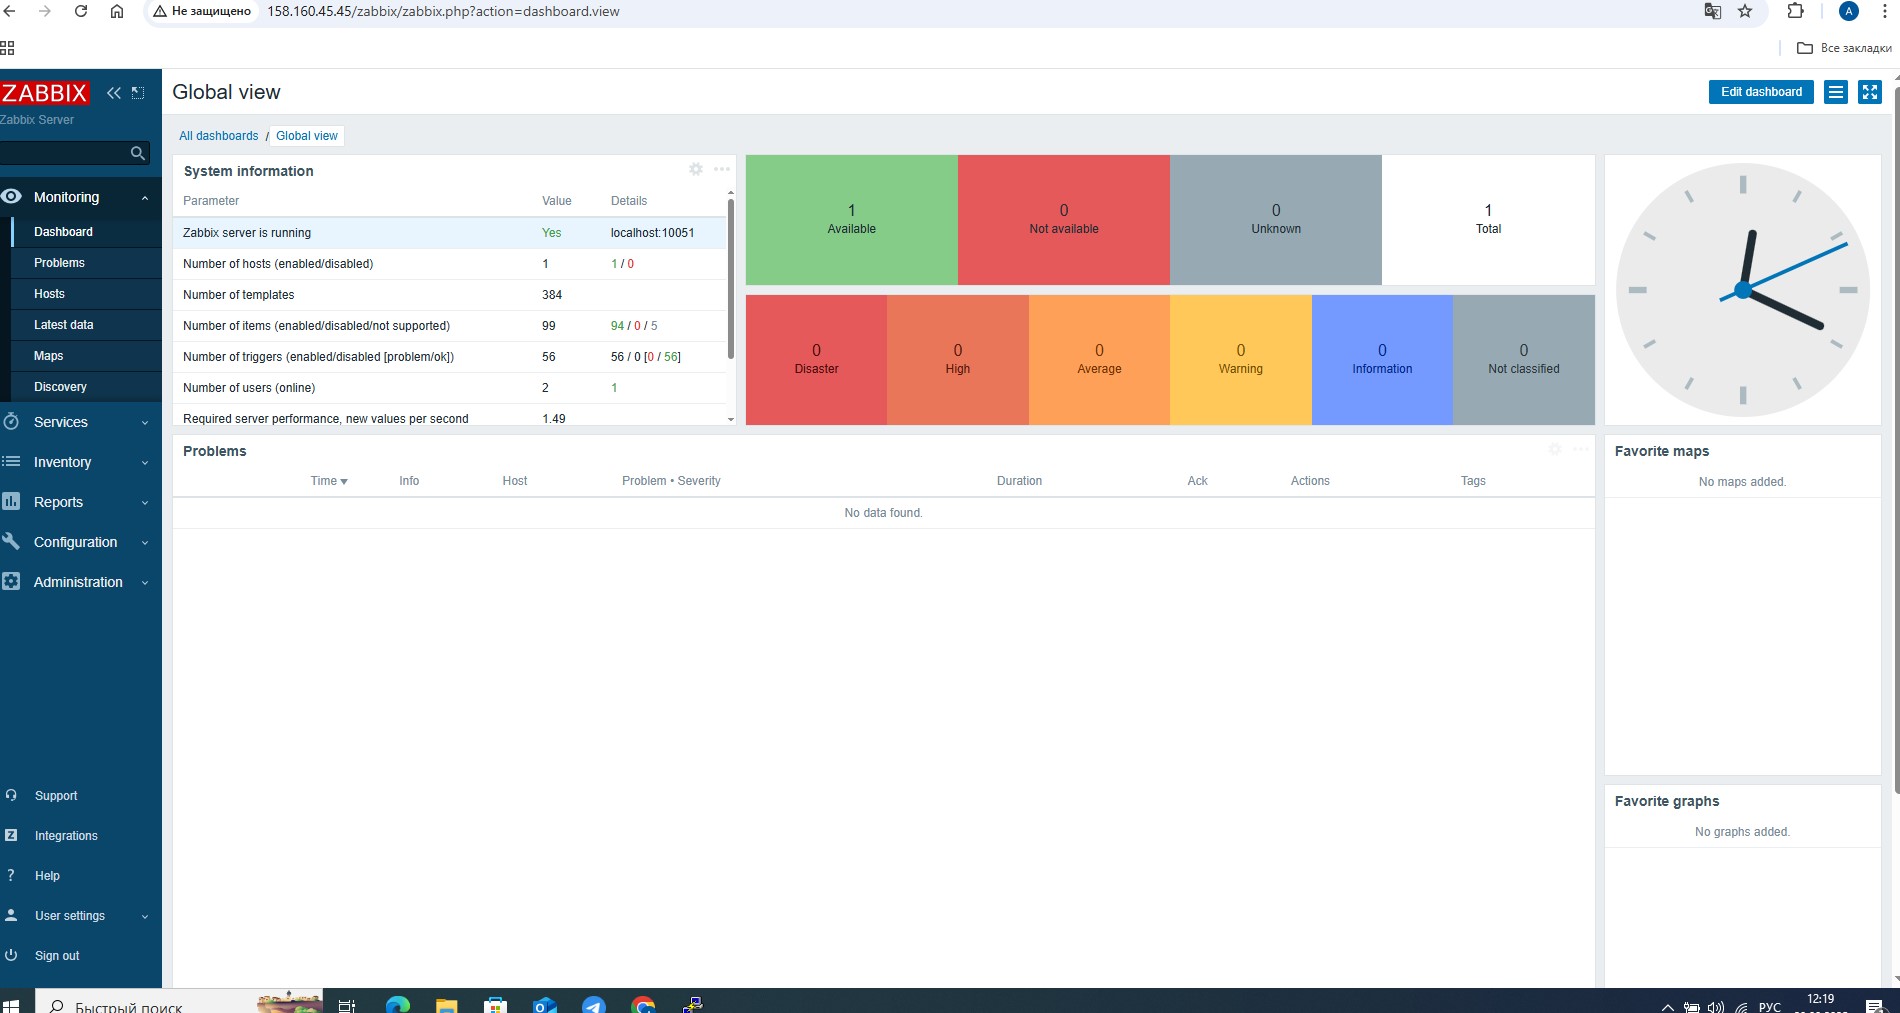 Не защищено 158.160.45.45/zabbix/zabbix.php?action=dashboard.view A
Все закладки
ZABBIX
Zabbix Server
Monitoring
Dashboard
Problems
Hosts
Latest data
Maps
Discovery
Services
Inventory
Reports
Configuration
Administration
Support
Z Integrations
? Help
User settings
Sign out
Global view
Edit dashboard
All dashboards / Global view
System information
Parameter Value Details
Zabbix server is running Yes localhost:10051
Number of hosts (enabled/disabled) 1 1 / 0
Number of templates 384
Number of items (enabled/disabled/not supported) 99 94 / 0 / 5
Number of triggers (enabled/disabled [problem/ok]) 56 56 / 0 [0 / 56]
Number of users (online) 2 1
Required server performance, new values per second 1.49
1 0 0 1
Available Not available Unknown Total
0 0 0 0 0 0
Disaster High Average Warning Information Not classified
Problems
Time Info Host Problem • Severity Duration Ack Actions Tags
No data found.
Favorite maps
No maps added.
Favorite graphs
No graphs added.
Быстрый поиск
РУС
12:19